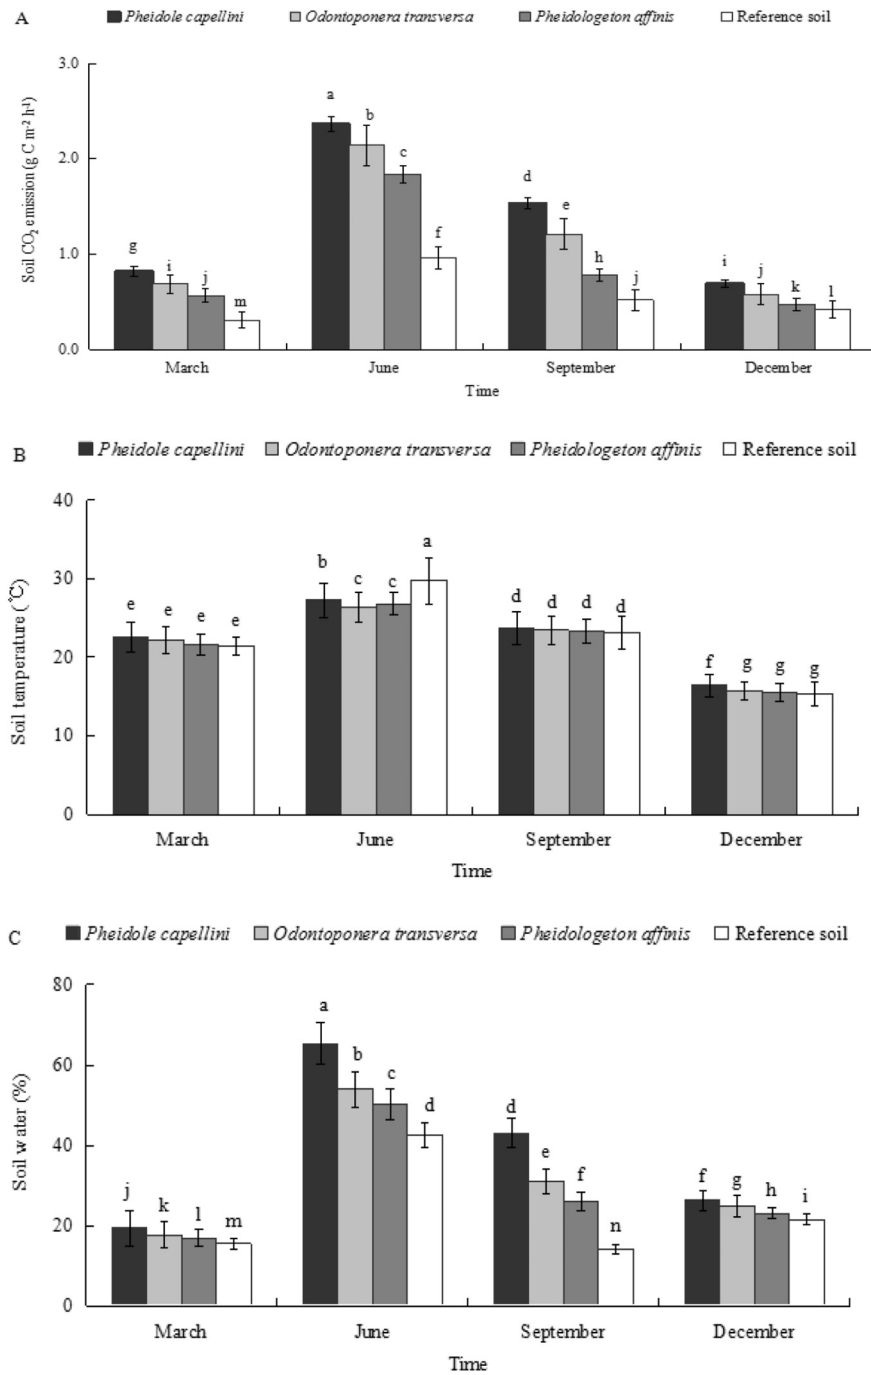 A
Pheidole capellini Odontoponera transversa Pheidologeton affinis Reference soil
Soil CO2 emission (g C m-2 h-1)
3.0
2.0
1.0
0.0
g i j m
a b c f
d e h j
i j k l
March June September December
Time
B
Pheidole capellini Odontoponera transversa Pheidologeton affinis Reference soil
Soil temperature (℃)
40
30
20
10
0
e e e e
b c c a
d d d d
f g g g
March June September December
Time
C
Pheidole capellini Odontoponera transversa Pheidologeton affinis Reference soil
Soil water (%)
80
60
40
20
0
j k l m
a b c d
d e f n
f g h i
March June September December
Time